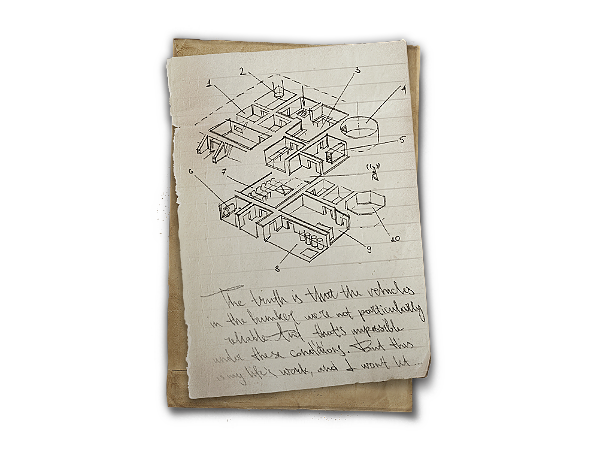 1
2
3
4
5
6
7
8
9
10
The truth is that the vehicles
in the bunker were not particularly
reliable. And that's impossible
under these conditions. But this
is my life's work, and I won't let ...